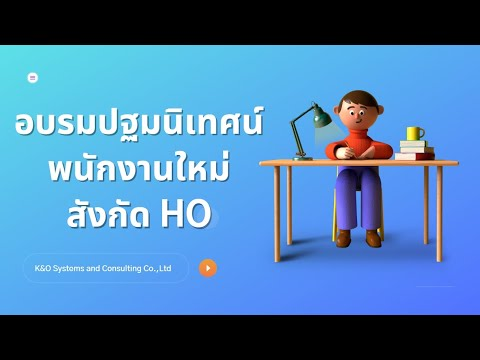 อบรมปฐมนิเทศน์
พนักงานใหม่
สังกัด HO
K&O Systems and Consulting Co.,Ltd